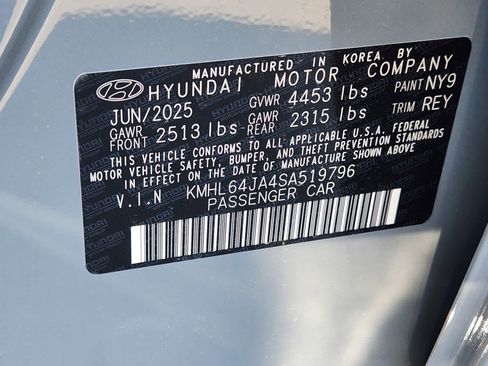 MANUFACTURED IN KOREA BY
HYUNDAI MOTOR COMPANY
JUN/2025 GVWR 4453 lbs PAINT NY9
GAWR FRONT 2513 lbs GAWR REAR 2315 lbs TRIM REY
THIS VEHICLE CONFORMS TO ALL APPLICABLE U.S.A. FEDERAL
MOTOR VEHICLE SAFETY, BUMPER, AND THEFT PREVENTION STANDARDS
IN EFFECT ON THE DATE OF MANUFACTURE SHOWN ABOVE.
V.I.N KMHL64JA4SA519796
PASSENGER CAR